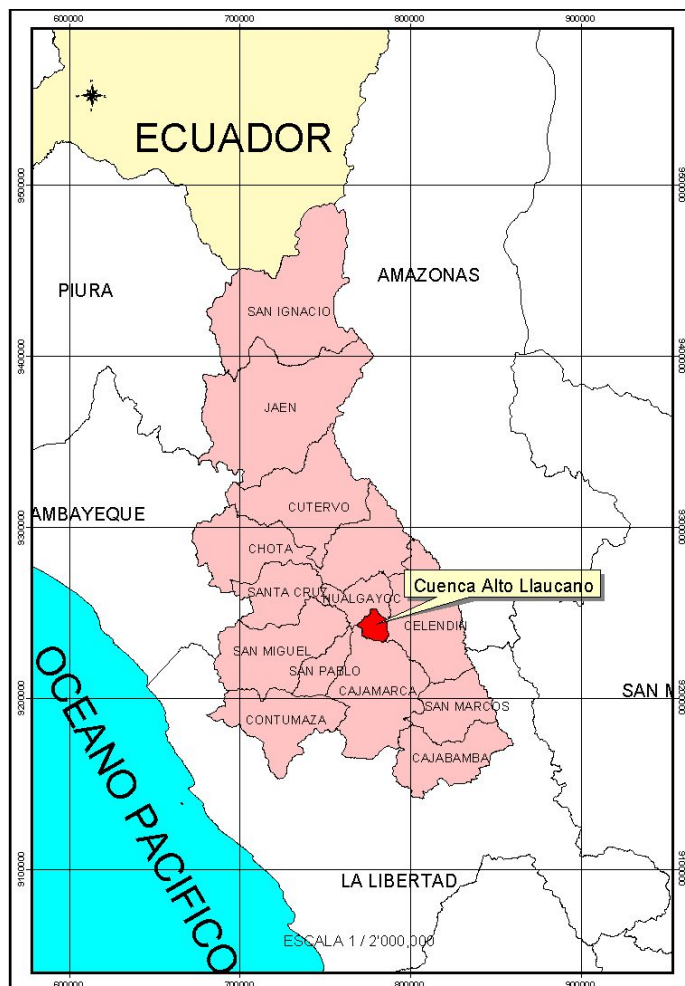 600000 700000 800000 900000
ECUADOR
9500000 9500000
AMAZONAS
PIURA
SAN IGNACIO
9400000 9400000
JAEN
CUTERVO
AMBAYEQUE
9300000 9300000
CHOTA
Cuenca Alto Llaucano
SANTA CRUZ
HUALGAYOC
CELENDIN
SAN MIGUEL
SAN PABLO
CAJAMARCA
SAN M
9200000 9200000
SAN MARCOS
CONTUMAZA
CAJABAMBA
OCEANO PACIFICO
9100000 9100000
LA LIBERTAD
ESCALA 1 / 2'000,000
600000 700000 800000 900000